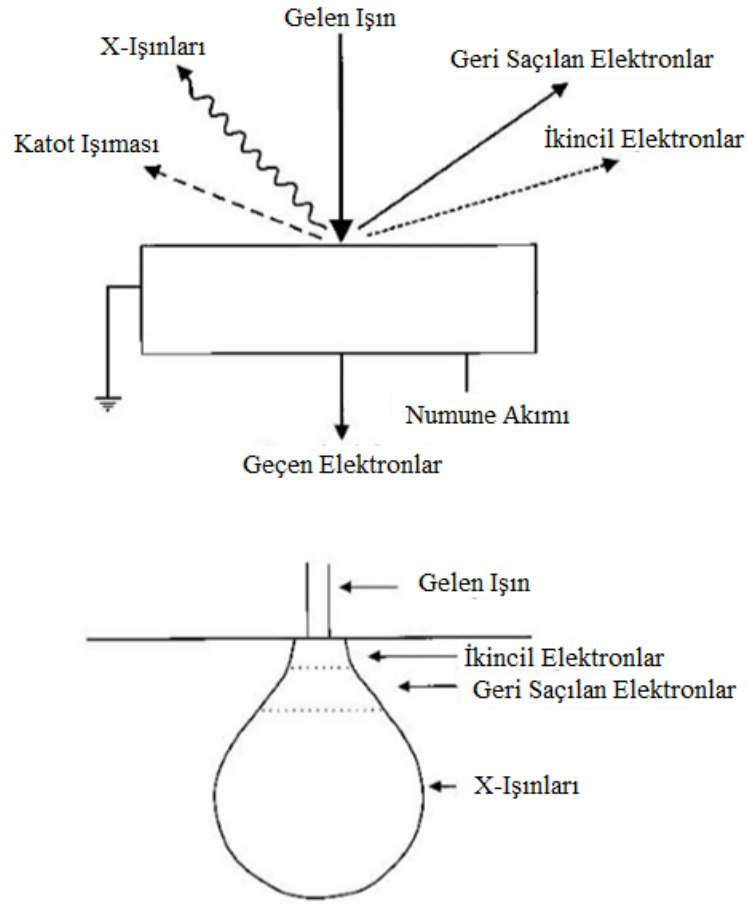 Gelen Işın
X-Işınları
Geri Saçılan Elektronlar
Katot Işıması
İkincil Elektronlar
Numune Akımı
Geçen Elektronlar
Gelen Işın
İkincil Elektronlar
Geri Saçılan Elektronlar
X-Işınları